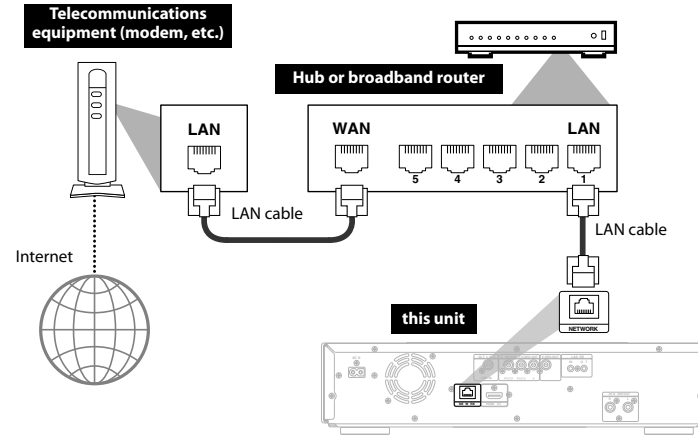 Telecommunications
equipment (modem, etc.)
Hub or broadband router
LAN
WAN
LAN
5
4
3
2
1
LAN cable
LAN cable
Internet
this unit
NETWORK